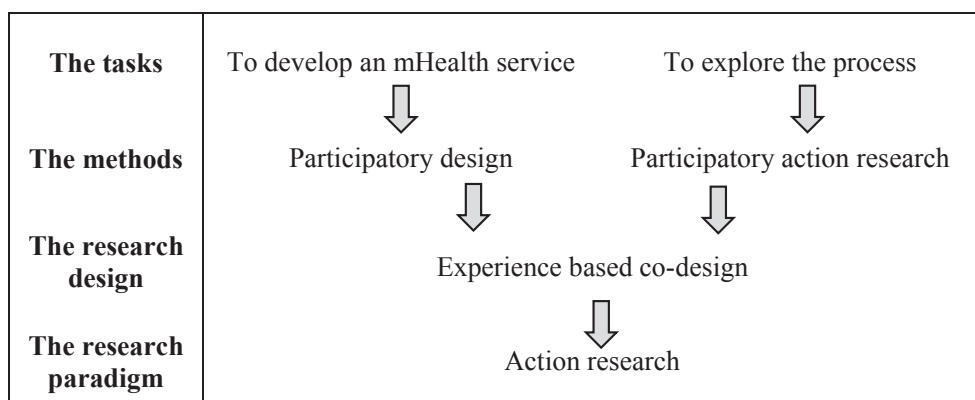 The tasks
To develop an mHealth service
To explore the process
The methods
Participatory design
Participatory action research
The research
design
Experience based co-design
The research
paradigm
Action research